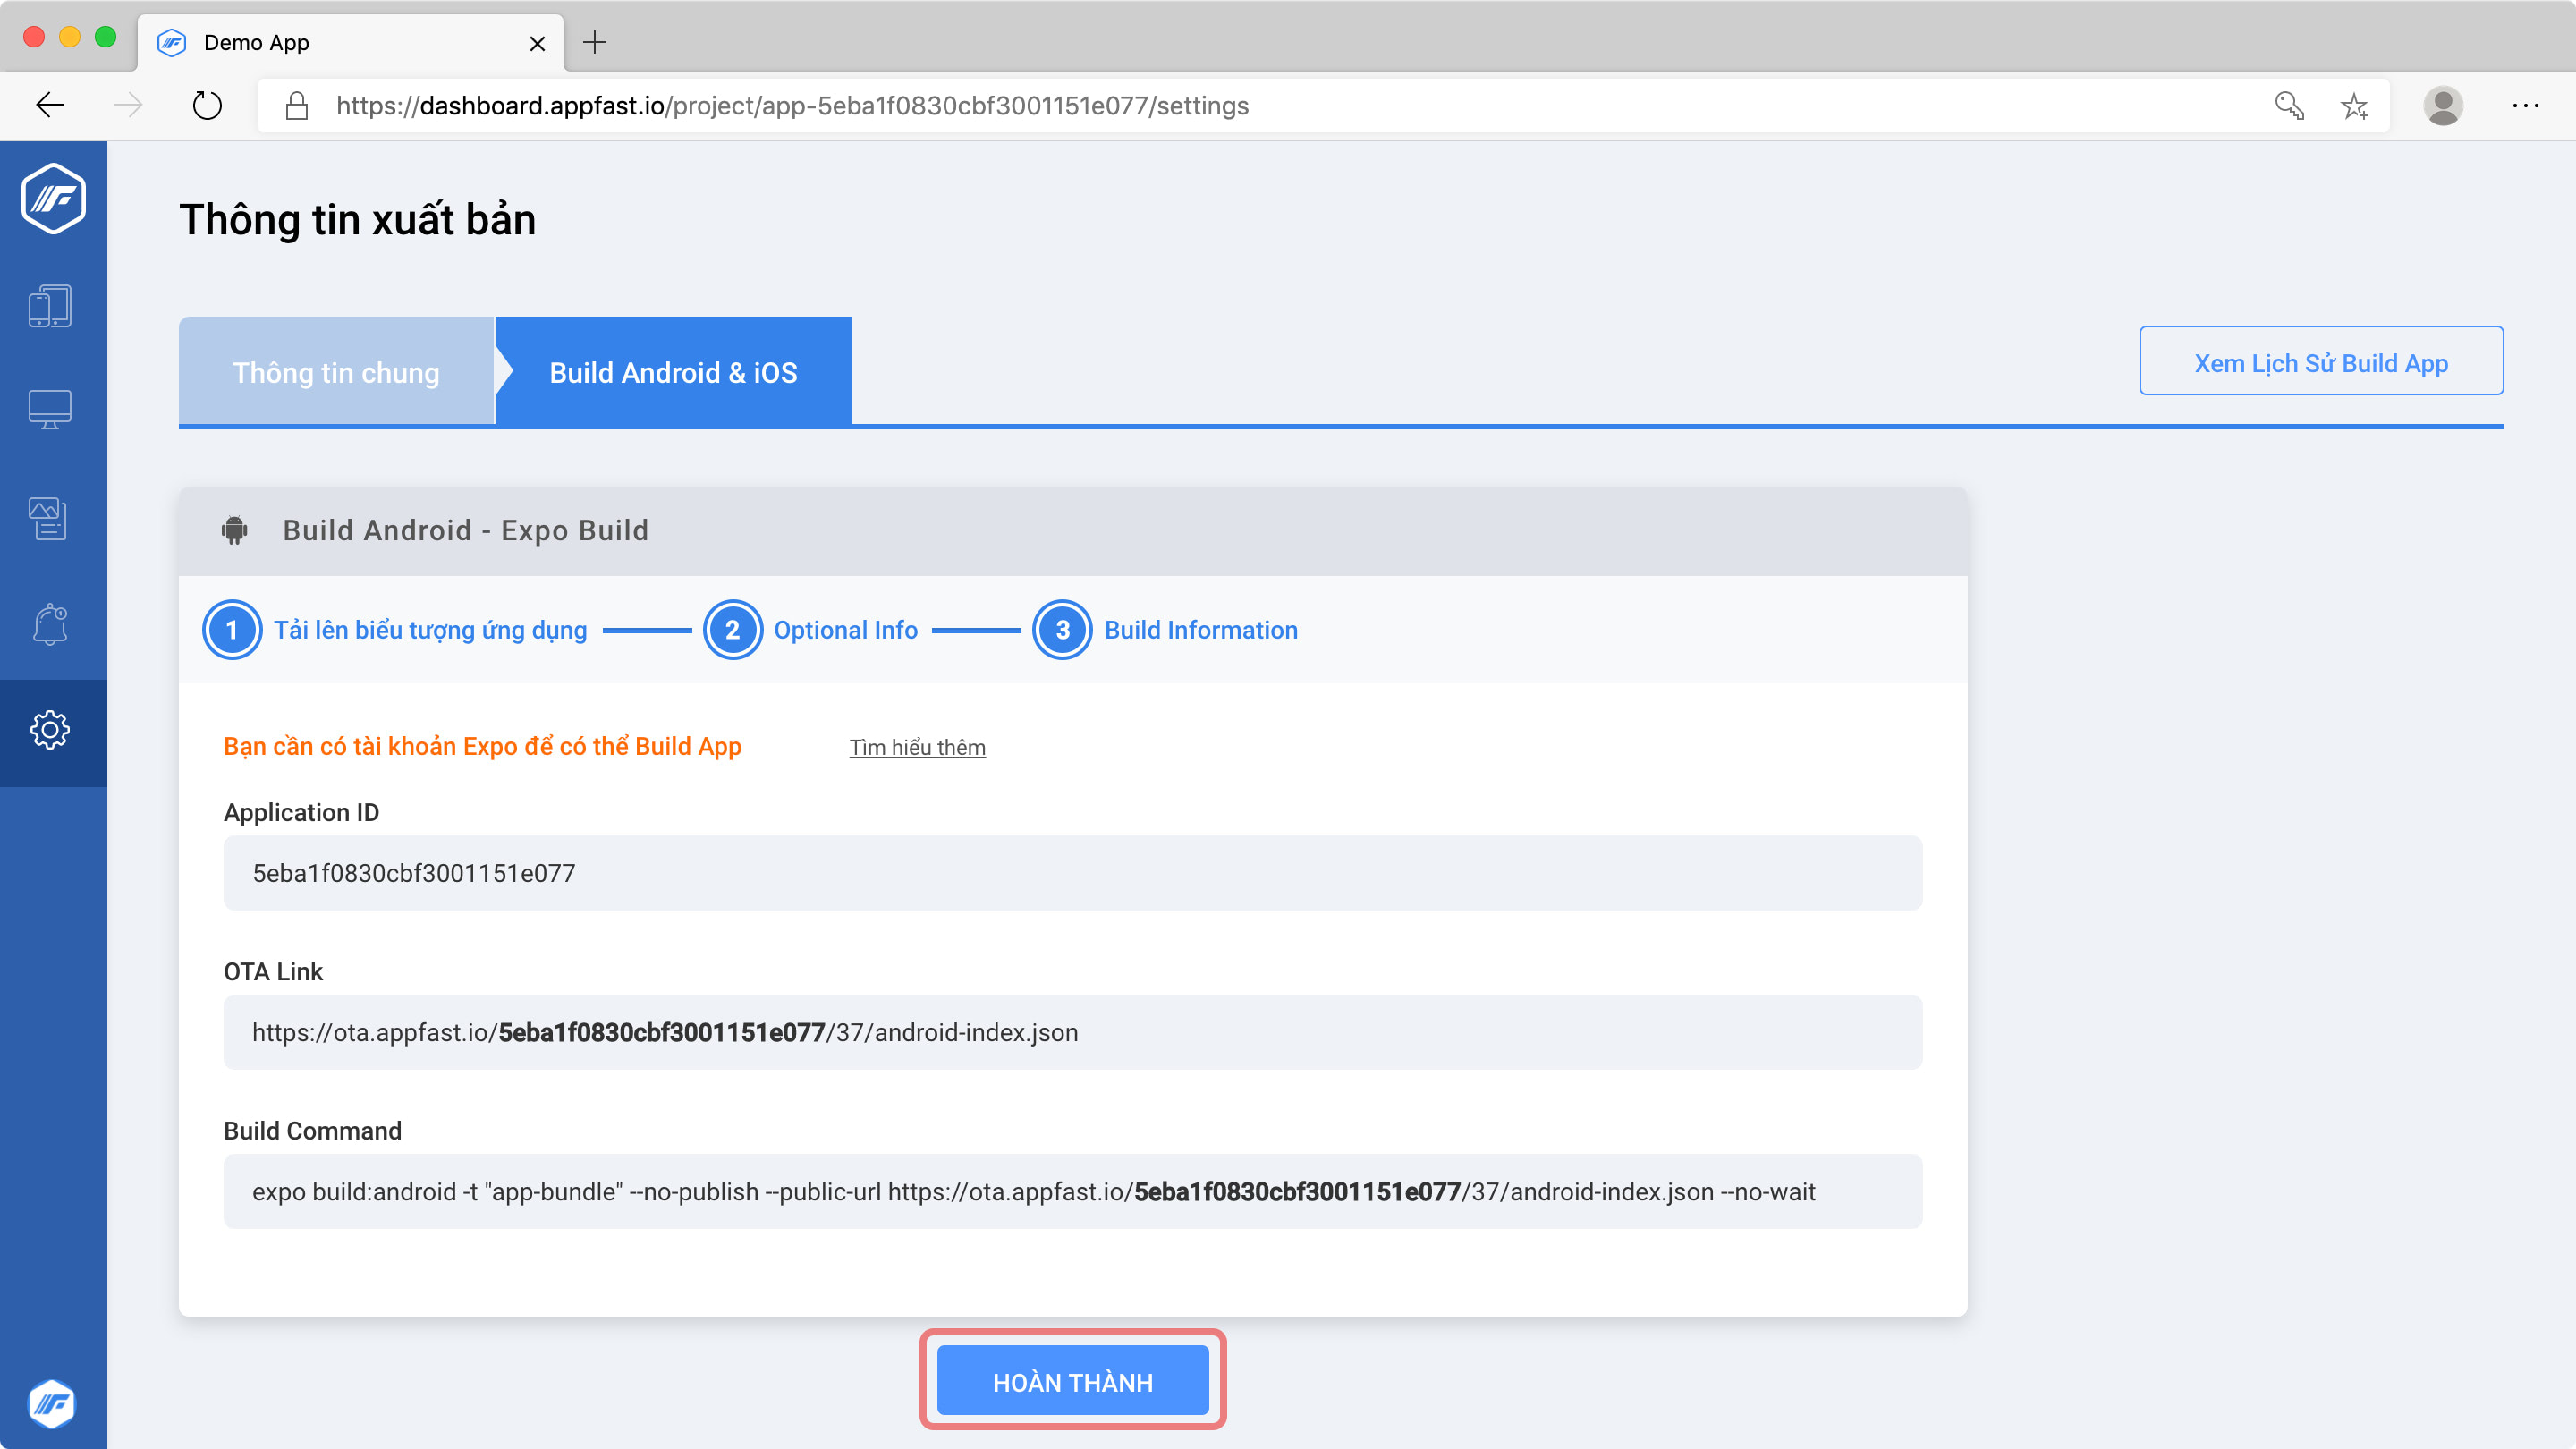 Demo App
https://dashboard.appfast.io/project/app-5eba1f0830cbf3001151e077/settings
Thông tin xuất bản
Thông tin chung
Build Android & iOS
Xem Lịch Sử Build App
Build Android - Expo Build
1 Tải lên biểu tượng ứng dụng
2 Optional Info
3 Build Information
Bạn cần có tài khoản Expo để có thể Build App
Tìm hiểu thêm
Application ID
5eba1f0830cbf3001151e077
OTA Link
https://ota.appfast.io/5eba1f0830cbf3001151e077/37/android-index.json
Build Command
expo build:android -t "app-bundle" --no-publish --public-url https://ota.appfast.io/5eba1f0830cbf3001151e077/37/android-index.json --no-wait
HOÀN THÀNH